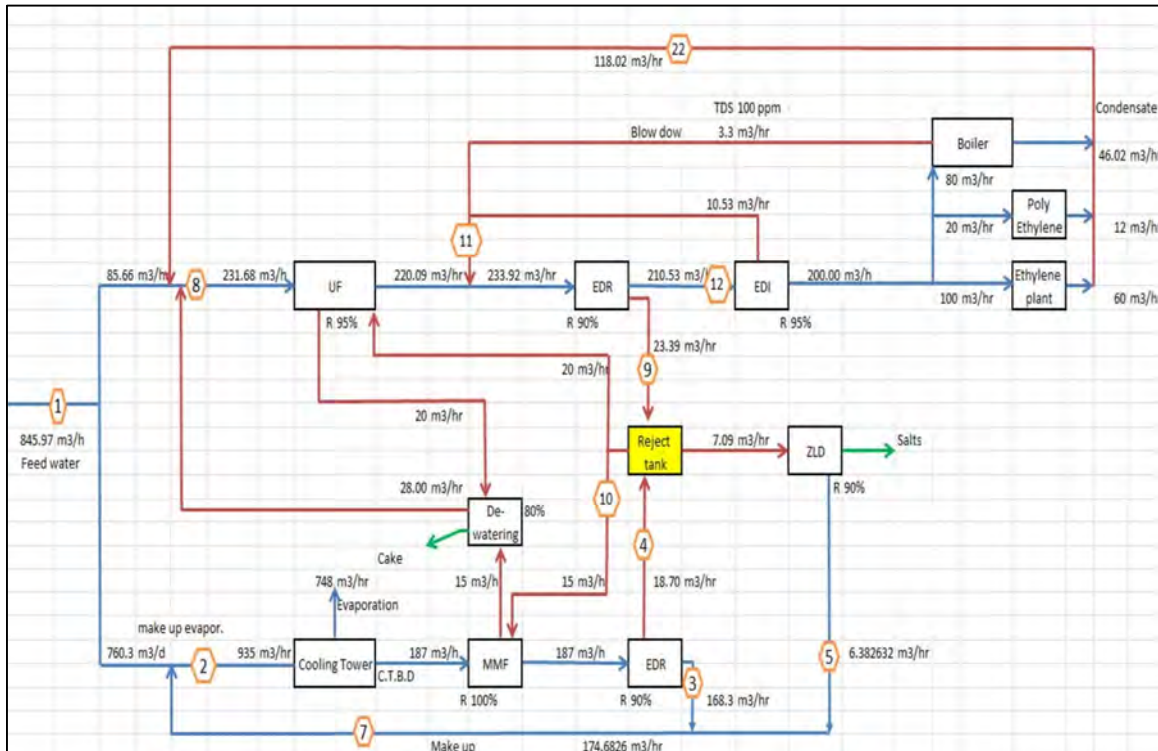 22
118.02 m3/hr
TDS 100 ppm
Condensate
Blow dow
3.3 m3/hr
Boiler
46.02 m3/hr
80 m3/hr
10.53 m3/hr
Poly
Ethylene
20 m3/hr
12 m3/hr
11
85.66 m3/h
8
231.68 m3/h
UF
220.09 m3/hr
233.92 m3/hr
EDR
210.53 m3/h
12
EDI
200.00 m3/h
Ethylene
plant
100 m3/hr
60 m3/hr
R 95%
R 90%
R 95%
23.39 m3/hr
9
20 m3/hr
1
845.97 m3/h
Feed water
20 m3/hr
Reject
tank
7.09 m3/hr
ZLD
Salts
R 90%
28.00 m3/hr
10
De-
watering
80%
4
Cake
748 m3/hr
Evaporation
15 m3/h
15 m3/h
18.70 m3/hr
make up evapor.
760.3 m3/d
2
935 m3/hr
Cooling Tower
187 m3/h
C.T.B.D
MMF
187 m3/h
EDR
5
6.382632 m3/hr
R 100%
R 90%
3
168.3 m3/hr
7
Make up
174.6826 m3/hr